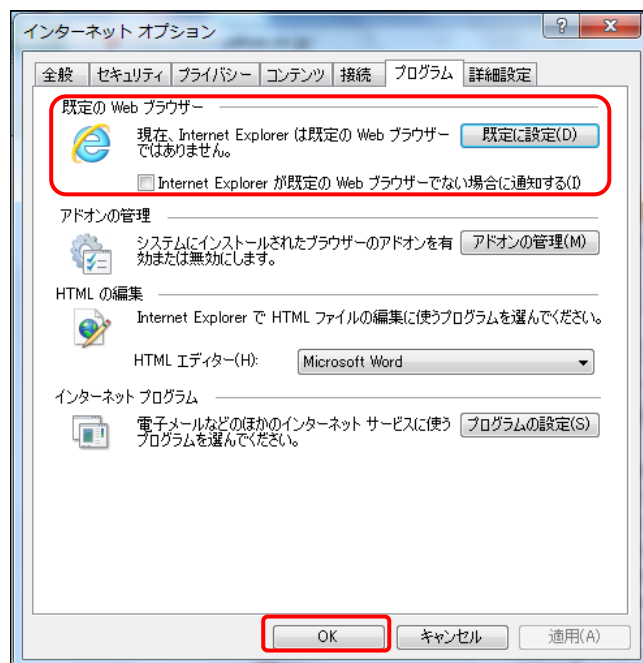 インターネット オプション
全般 セキュリティ プライバシー コンテンツ 接続 プログラム 詳細設定
既定の Web ブラウザー
現在、Internet Explorer は既定の Web ブラウザー
ではありません。
既定に設定(D)
Internet Explorer が既定の Web ブラウザーでない場合に通知する(I)
アドオンの管理
システムにインストールされたブラウザーのアドオンを有
効または無効にします。
アドオンの管理(M)
HTML の編集
Internet Explorer で HTML ファイルの編集に使うプログラムを選んでください。
HTML エディター(H):
Microsoft Word
インターネット プログラム
電子メールなどのほかのインターネット サービスに使う
プログラムを選んでください。
プログラムの設定(S)
OK
キャンセル
適用(A)